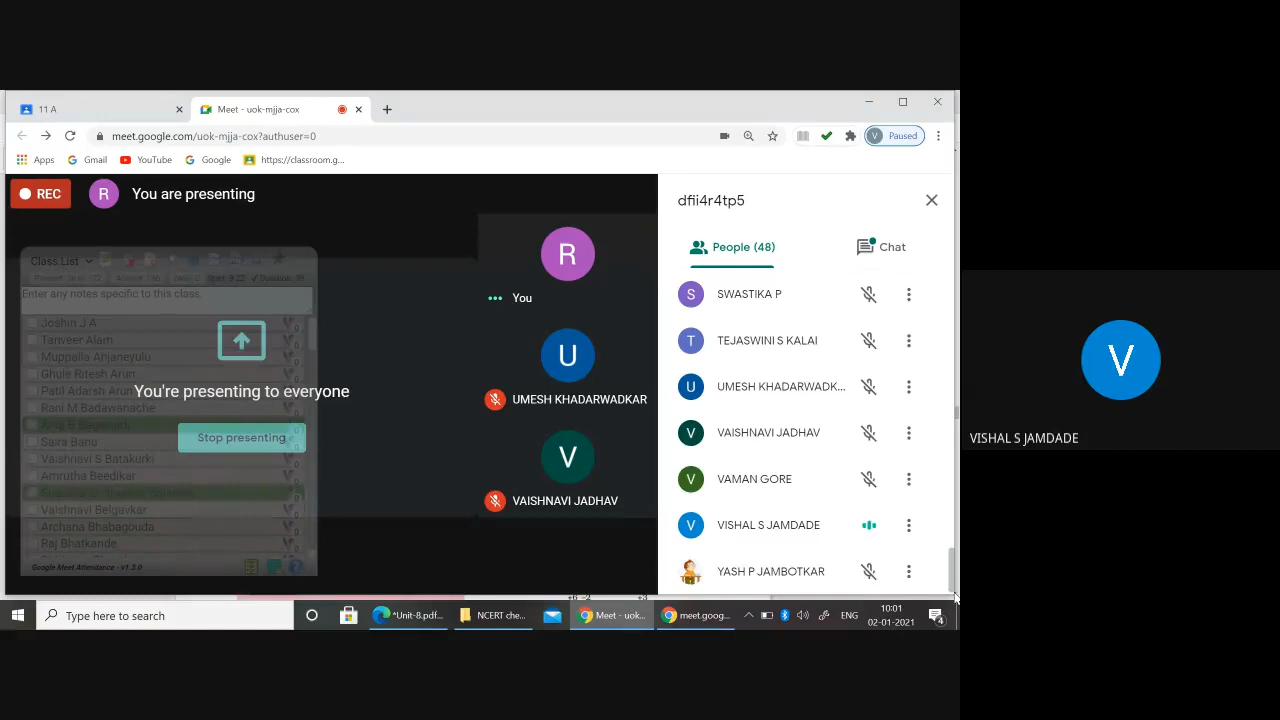 11 A
Meet - uok-mjja-cox
meet.google.com/uok-mjja-cox?authuser=0
V
Paused
Apps
Gmail
YouTube
Google
https://classroom.g...
REC
R
You are presenting
Class List
Enter any notes specific to this class.
Joshin J A
Tanveer Alam
Muppalla Anjaneyulu
Ghule Ritesh Arun
Patil Adarsh Arun
Rani M Badawanache
Saira Banu
Vaishnavi S Batakurki
Amrutha Beedikar
Vaishnavi Belgavkar
Archana Bhabagouda
Raj Bhatkande
Google Meet Attendance - v1.3.0
You're presenting to everyone
Stop presenting
R
You
U
UMESH KHADARWADKAR
V
VAISHNAVI JADHAV
dfii4r4tp5
People (48)
Chat
S SWASTIKA P
T TEJASWINI S KALAI
U UMESH KHADARWADK...
V VAISHNAVI JADHAV
V VAMAN GORE
V VISHAL S JAMDADE
YASH P JAMBOTKAR
Type here to search
*Unit-8.pdf...
NCERT che...
Meet - uok...
meet.goog...
ENG
10:01
02-01-2021
4
V
VISHAL S JAMDADE